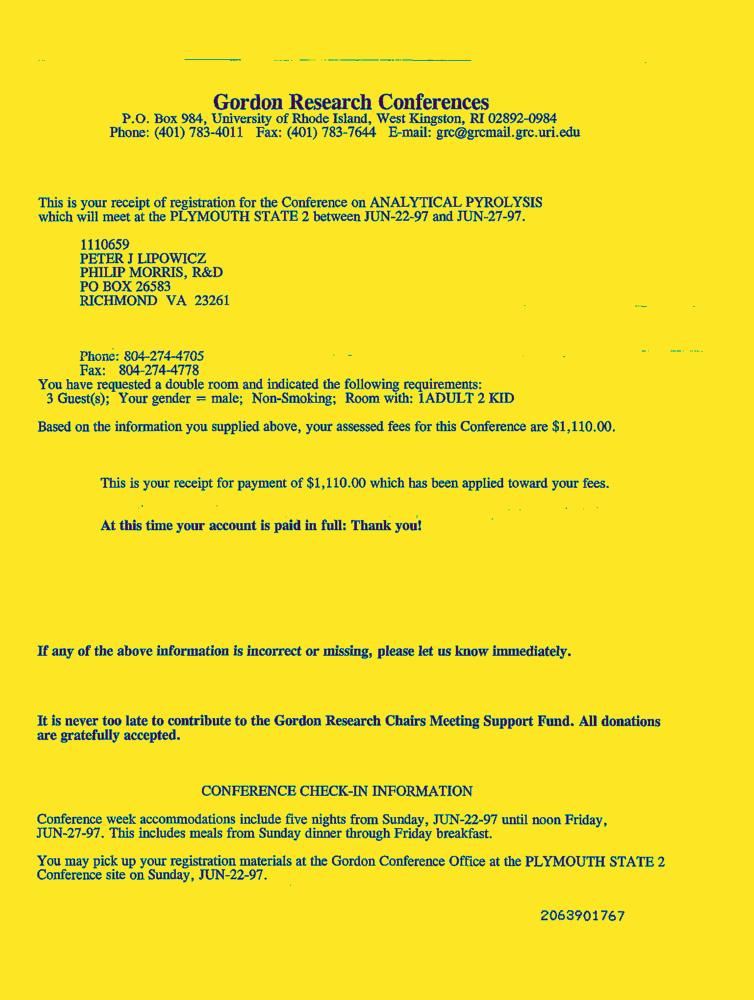 Gordon Research Conferences
P.O. Box 984, University of Rhode Island, West Kingston, RI 02892-0984
Phone: (401) 783-4011 Fax: (401) 783-7644 E-mail: grc@grcmail.grc.uri.edu
This is your receipt of registration for the Conference on ANALYTICAL PYROLYSIS
which will meet at the PLYMOUTH STATE 2 between JUN-22-97 and JUN-27-97.
1110659
PETER J LIPOWICZ
PHILIP MORRIS, R&D
PO BOX 26583
RICHMOND VA 23261
Phone: 804-274-4705
Fax: 804-274-4778
You have requested a double room and indicated the following requirements:
3 Guest(s); Your gender = male; Non-Smoking; Room with: 1ADULT 2 KID
Based on the information you supplied above, your assessed fees for this Conference are $1,110.00.
This is your receipt for payment of $1,110.00 which has been applied toward your fees.
At this time your account is paid in full: Thank you!
If any of the above information is incorrect or missing, please let us know immediately.
It is never too late to contribute to the Gordon Research Chairs Meeting Support Fund. All donations
are gratefully accepted.
CONFERENCE CHECK-IN INFORMATION
Conference week accommodations include five nights from Sunday, JUN-22-97 until noon Friday,
JUN-27-97. This includes meals from Sunday dinner through Friday breakfast.
You may pick up your registration materials at the Gordon Conference Office at the PLYMOUTH STATE 2
Conference site on Sunday, JUN-22-97.
2063901767